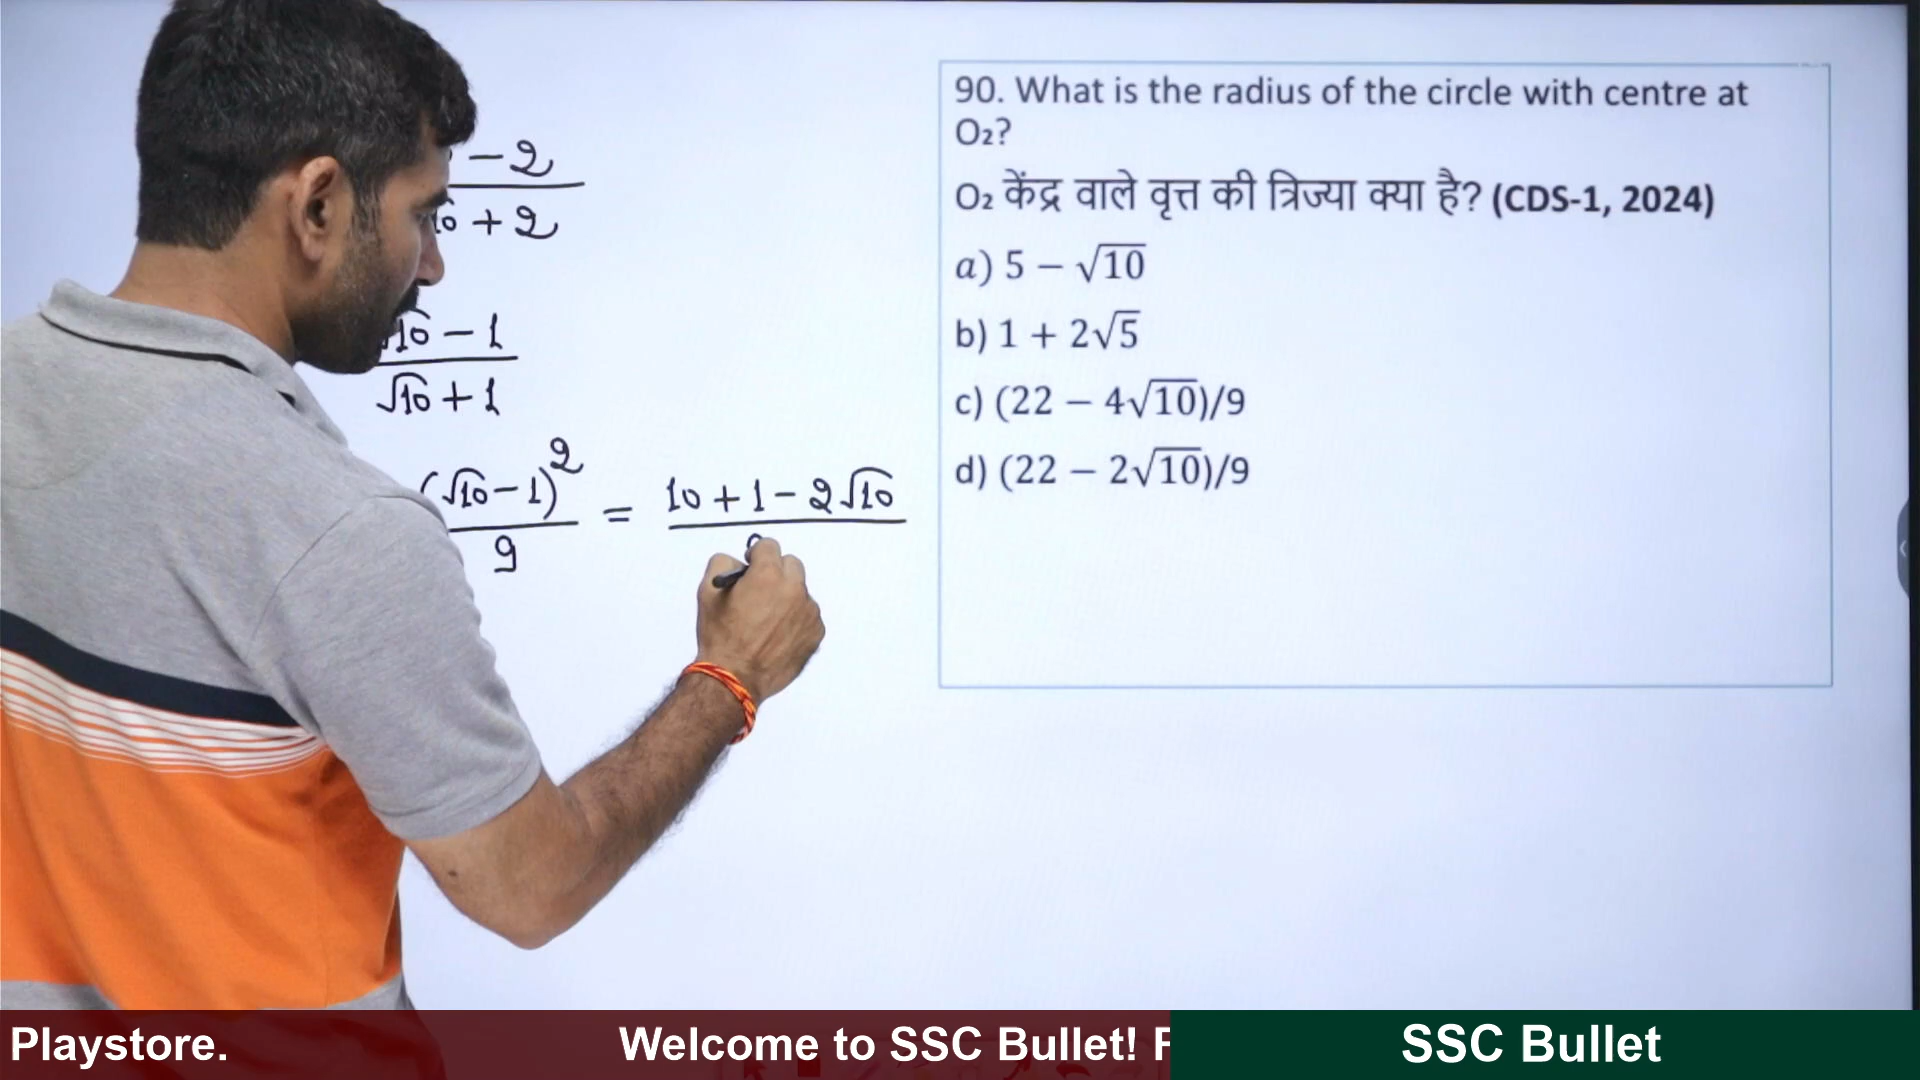 - 2
+ 2
√10 - 1
√10 + 1
(√10 - 1)² / 9 = 10 + 1 - 2√10
90. What is the radius of the circle with centre at
O₂?
O₂ केंद्र वाले वृत्त की त्रिज्या क्या है? (CDS-1, 2024)
a) 5 − √10
b) 1 + 2√5
c) (22 − 4√10)/9
d) (22 − 2√10)/9
Playstore. Welcome to SSC Bullet!
SSC Bullet